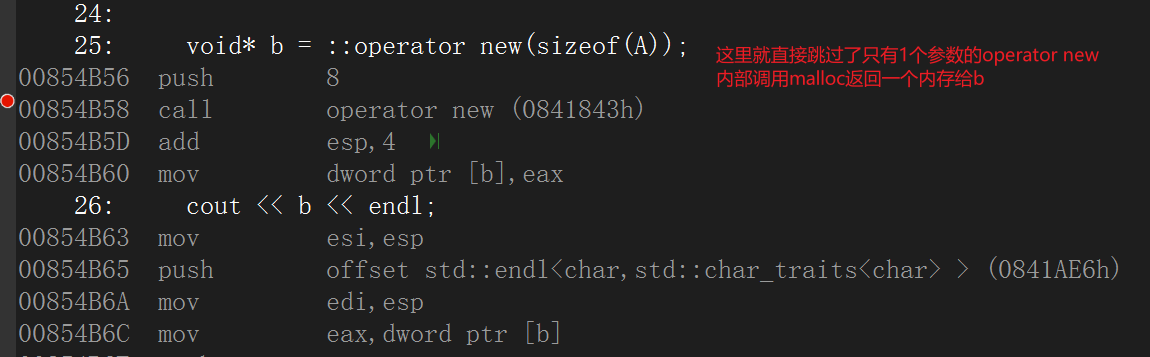 24:
25: void* b = ::operator new(sizeof(A));
这里就直接跳过了只有1个参数的operator new
内部调用malloc返回一个内存给b
00854B56 push 8
00854B58 call operator new (0841843h)
00854B5D add esp,4
00854B60 mov dword ptr [b],eax
26: cout << b << endl;
00854B63 mov esi,esp
00854B65 push offset std::endl<char,std::char_traits<char> > (0841AE6h)
00854B6A mov edi,esp
00854B6C mov eax,dword ptr [b]